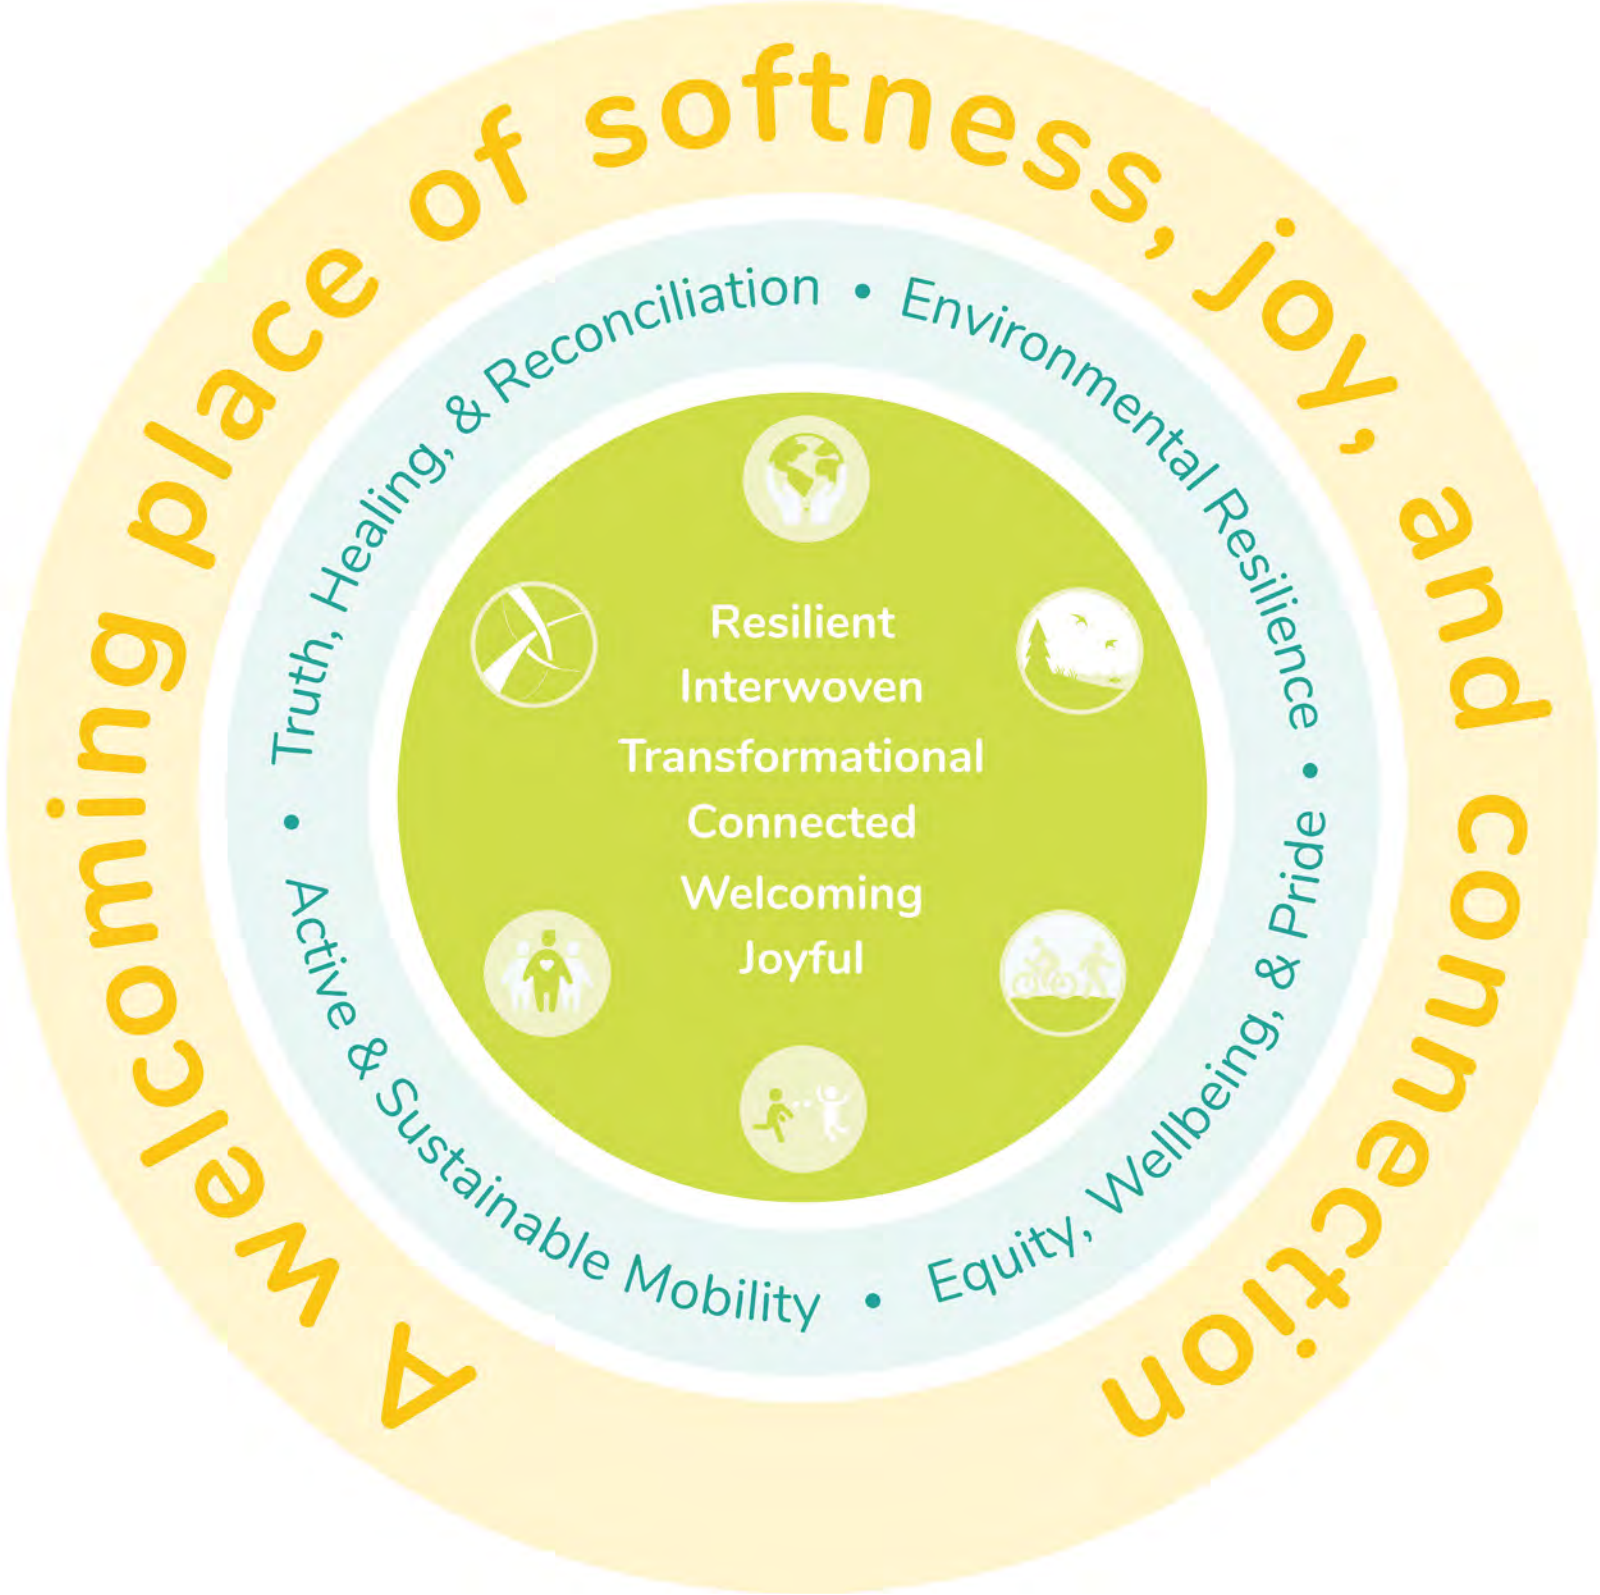 A welcoming place of softness, joy, and connection
Truth, Healing, & Reconciliation • Environmental Resilience • Equity, Wellbeing, & Pride • Active & Sustainable Mobility •
Resilient
Interwoven
Transformational
Connected
Welcoming
Joyful